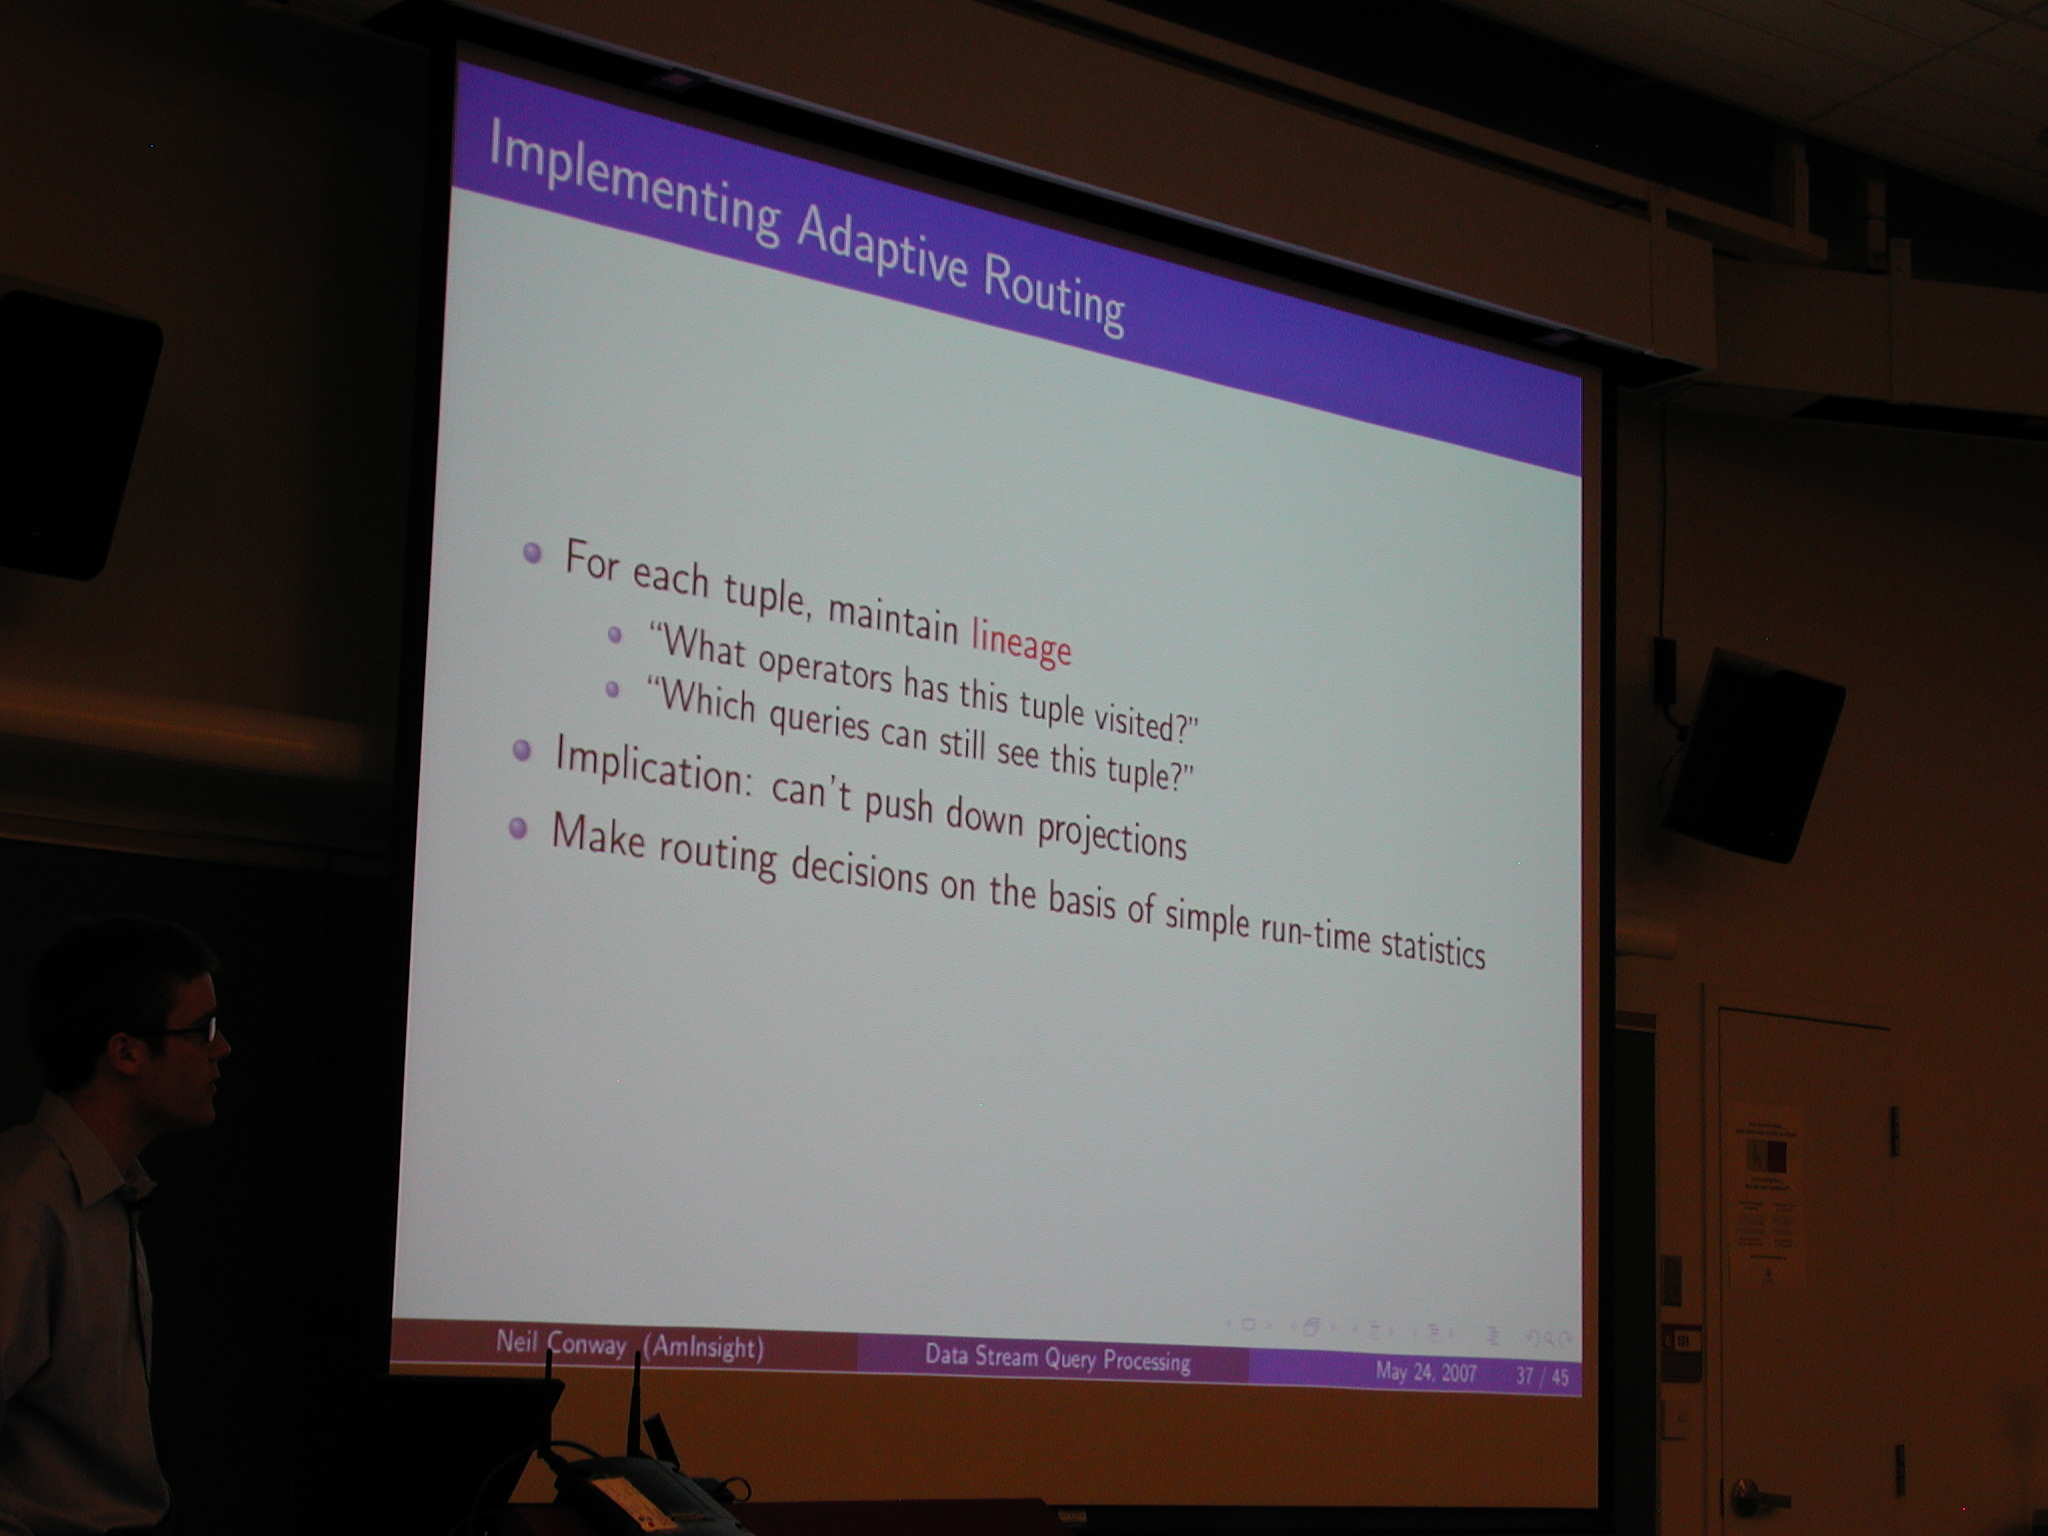 Implementing Adaptive Routing
For each tuple, maintain lineage
“What operators has this tuple visited?”
“Which queries can still see this tuple?”
Implication: can't push down projections
Make routing decisions on the basis of simple run-time statistics
Neil Conway (AmInsight)
Data Stream Query Processing
May 24, 2007
37 / 45
151